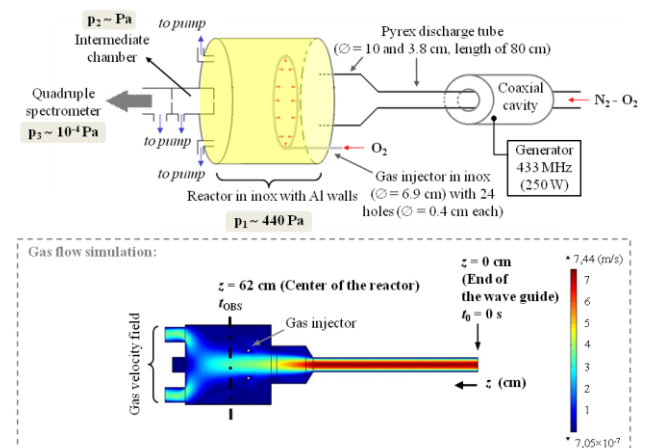 p₂ ~ Pa
to pump
Intermediate
chamber
Quadruple
spectrometer
p₃ ~ 10⁻⁴ Pa
to pump
to pump
Pyrex discharge tube
(∅ = 10 and 3.8 cm, length of 80 cm)
Coaxial
cavity
N₂ - O₂
O₂
Generator
433 MHz
(250 W)
Gas injector in inox
(∅ = 6.9 cm) with 24
holes (∅ = 0.4 cm each)
Reactor in inox with Al walls
p₁ ~ 440 Pa
Gas flow simulation:
z = 62 cm (Center of the reactor)
tOBS
Gas injector
z = 0 cm
(End of
the wave guide)
t₀ = 0 s
z (cm)
Gas velocity field
7,44 (m/s)
7
6
5
4
3
2
1
7,05×10⁻⁷